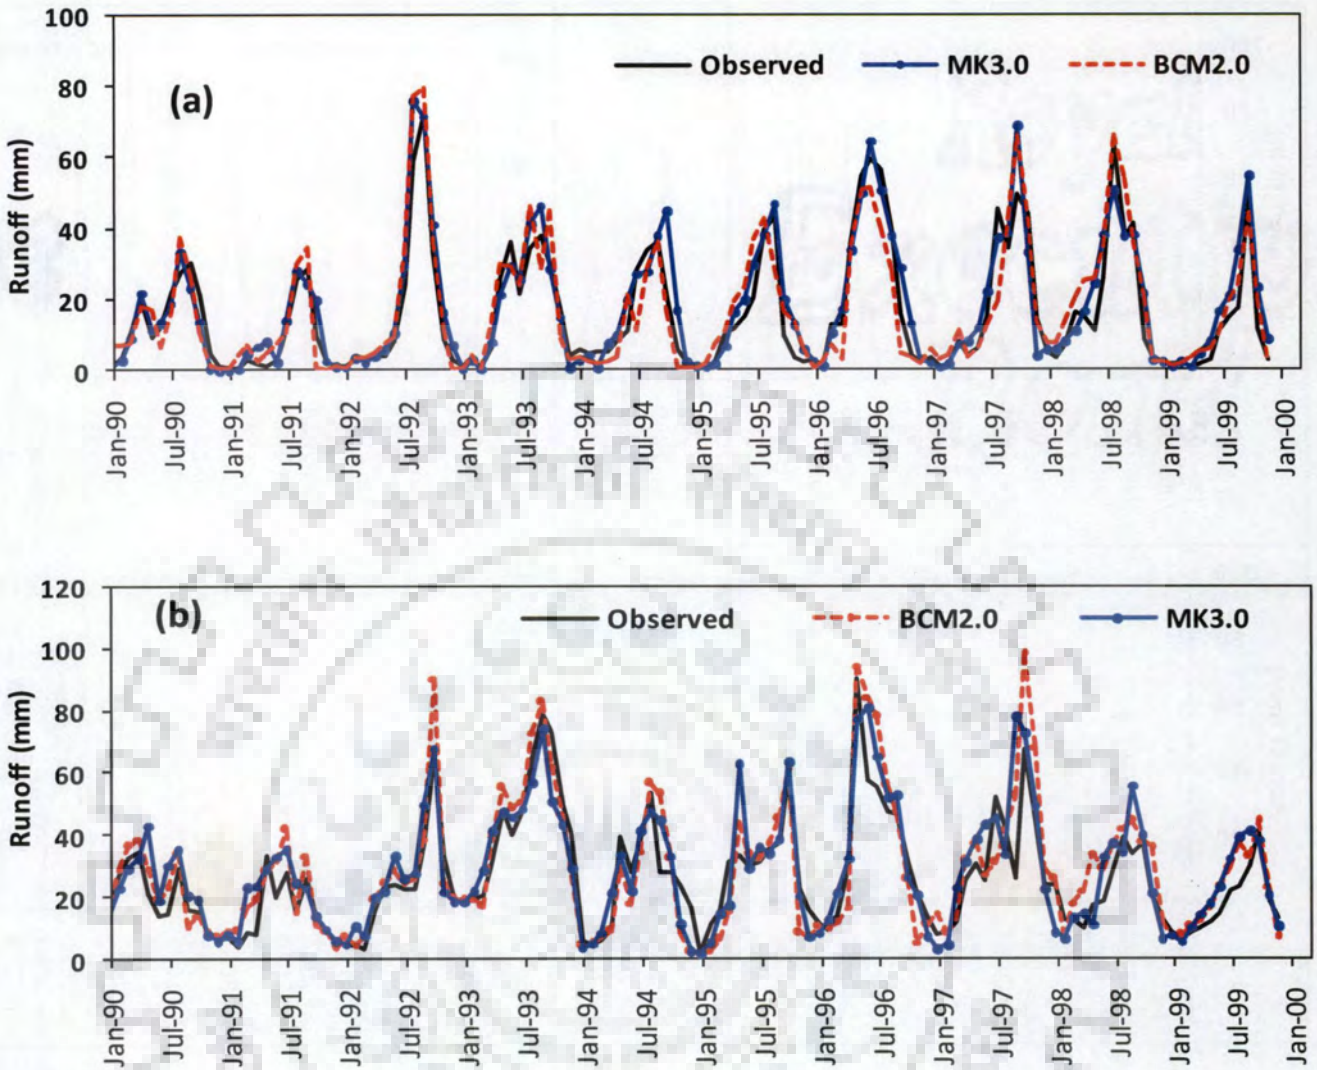 100
80
60
40
20
0
Runoff (mm)
(a)
Observed MK3.0 BCM2.0
Jan-90 Jul-90 Jan-91 Jul-91 Jan-92 Jul-92 Jan-93 Jul-93 Jan-94 Jul-94 Jan-95 Jul-95 Jan-96 Jul-96 Jan-97 Jul-97 Jan-98 Jul-98 Jan-99 Jul-99 Jan-00
120
100
80
60
40
20
0
Runoff (mm)
(b)
Observed BCM2.0 MK3.0
Jan-90 Jul-90 Jan-91 Jul-91 Jan-92 Jul-92 Jan-93 Jul-93 Jan-94 Jul-94 Jan-95 Jul-95 Jan-96 Jul-96 Jan-97 Jul-97 Jan-98 Jul-98 Jan-99 Jul-99 Jan-00